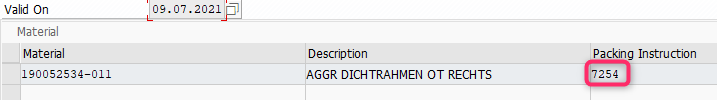 Valid On 09.07.2021
Material
Material Description Packing Instruction
190052534-011 AGGR DICHTRAHMEN OT RECHTS 7254